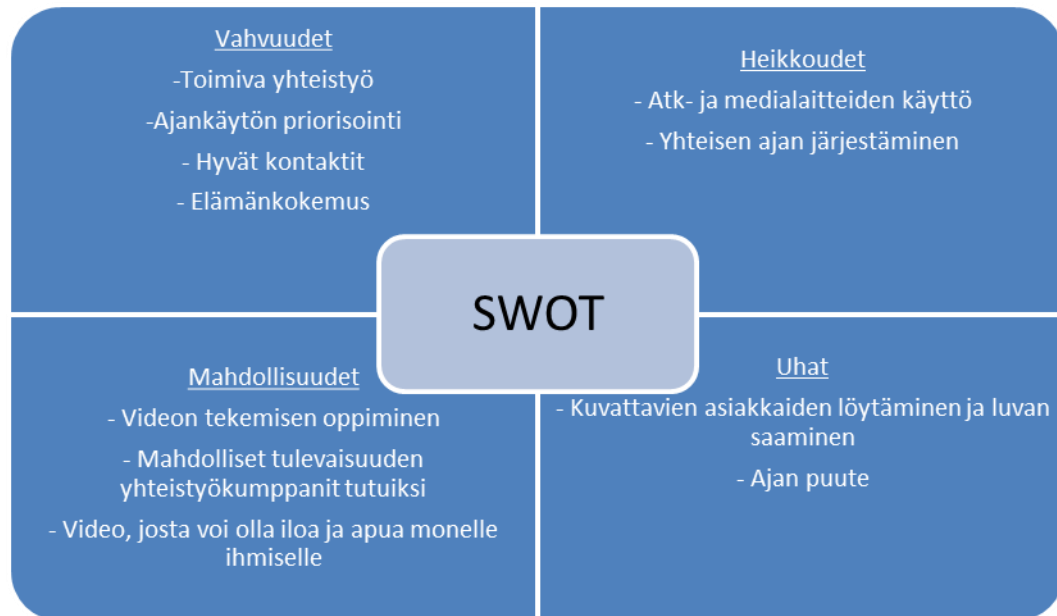 Vahvuudet
-Toimiva yhteistyö
-Ajankäytön priorisointi
- Hyvät kontaktit
- Elämänkokemus
Heikkoudet
- Atk- ja medialaitteiden käyttö
- Yhteisen ajan järjestäminen
SWOT
Mahdollisuudet
- Videon tekemisen oppiminen
- Mahdolliset tulevaisuuden
yhteistyökumppanit tutuiksi
- Video, josta voi olla iloa ja apua monelle
ihmiselle
Uhat
- Kuvattavien asiakkaiden löytäminen ja luvan
saaminen
- Ajan puute